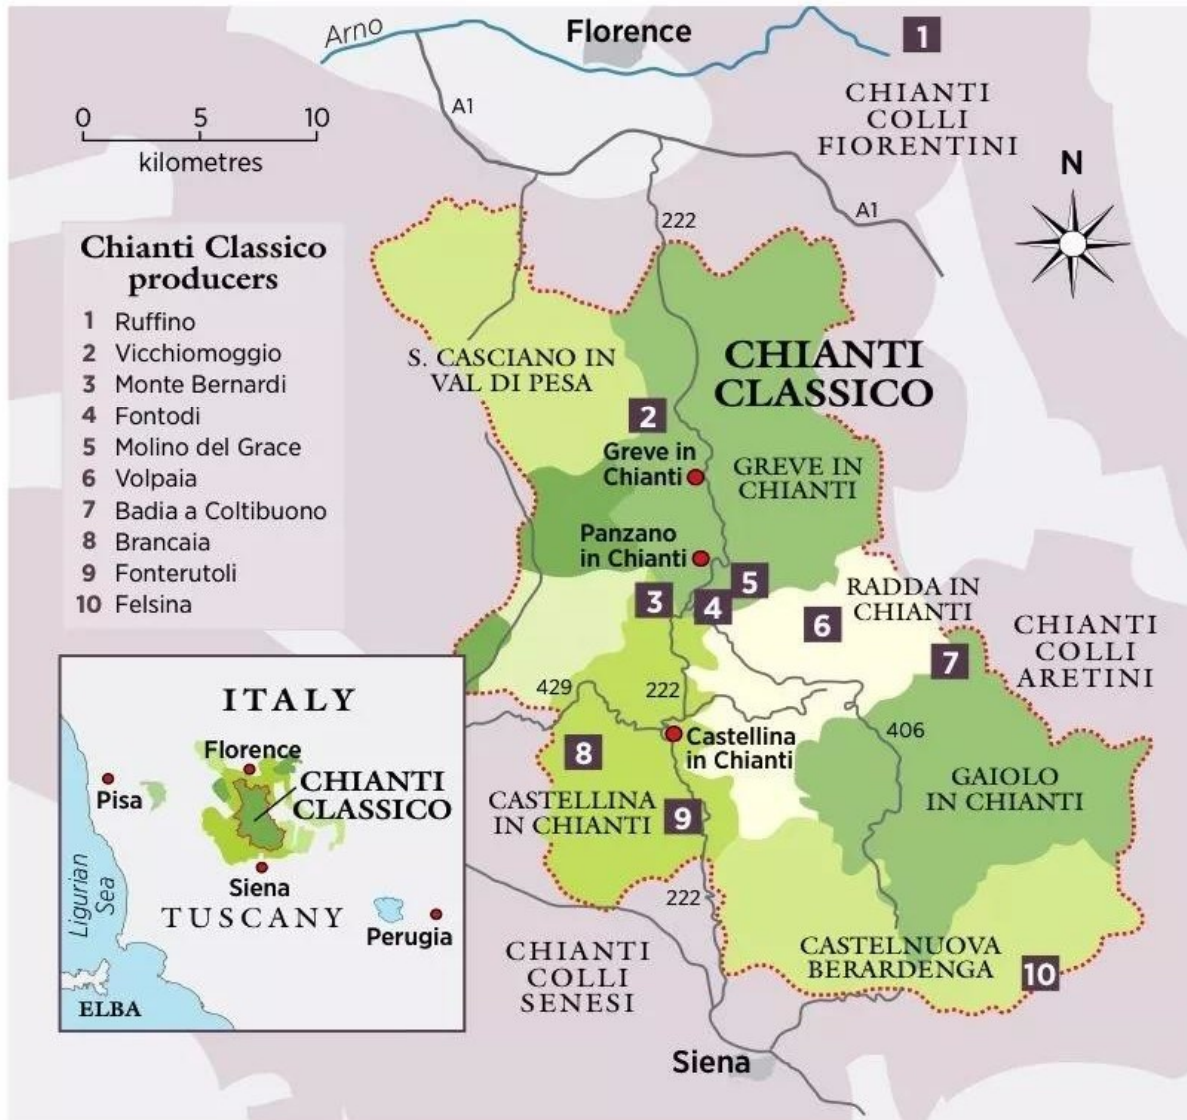 Arno
Florence
1
CHIANTI
COLLI
FIORENTINI
0 5 10
kilometres
A1
N
A1
222
Chianti Classico
producers
1 Ruffino
2 Vicchiomoggio
3 Monte Bernardi
4 Fontodi
5 Molino del Grace
6 Volpaia
7 Badia a Coltibuono
8 Brancaia
9 Fonterutoli
10 Felsina
S. CASCIANO IN
VAL DI PESA
CHIANTI
CLASSICO
2
Greve in
Chianti
GREVE IN
CHIANTI
Panzano
in Chianti
5
3
4
6
RADDA IN
CHIANTI
7
CHIANTI
COLLI
ARETINI
429
222
406
Castellina
in Chianti
8
CASTELLINA
IN CHIANTI
9
GAIOLO
IN CHIANTI
222
CHIANTI
COLLI
SENESI
CASTELNUOVA
BERARDENGA
10
Siena
ITALY
Florence
CHIANTI
CLASSICO
Pisa
Siena
TUSCANY
Perugia
Ligurian
Sea
ELBA